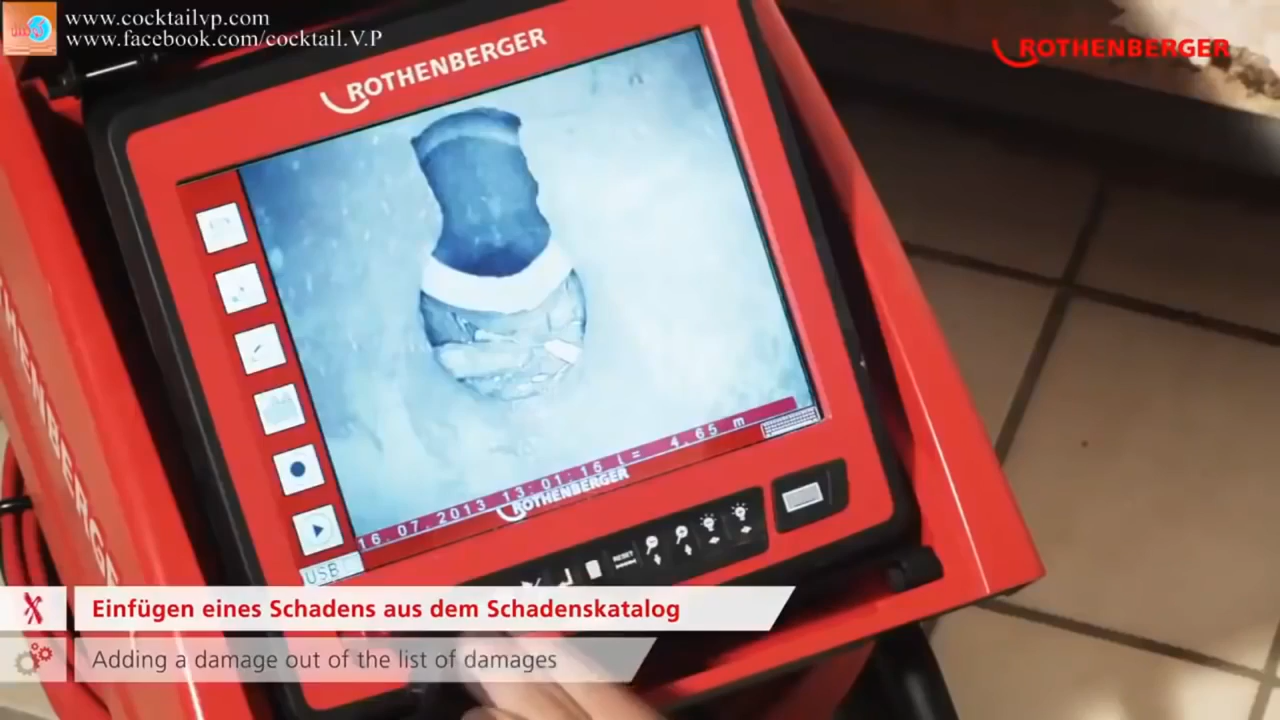 www.cocktailvp.com
www.facebook.com/cocktail.V.P
ROTHENBERGER
ROTHENBERGER
16.07.2013 13:01:16 L= 4.65 m
ROTHENBERGER
USB
RESET
Einfügen eines Schadens aus dem Schadenskatalog
Adding a damage out of the list of damages